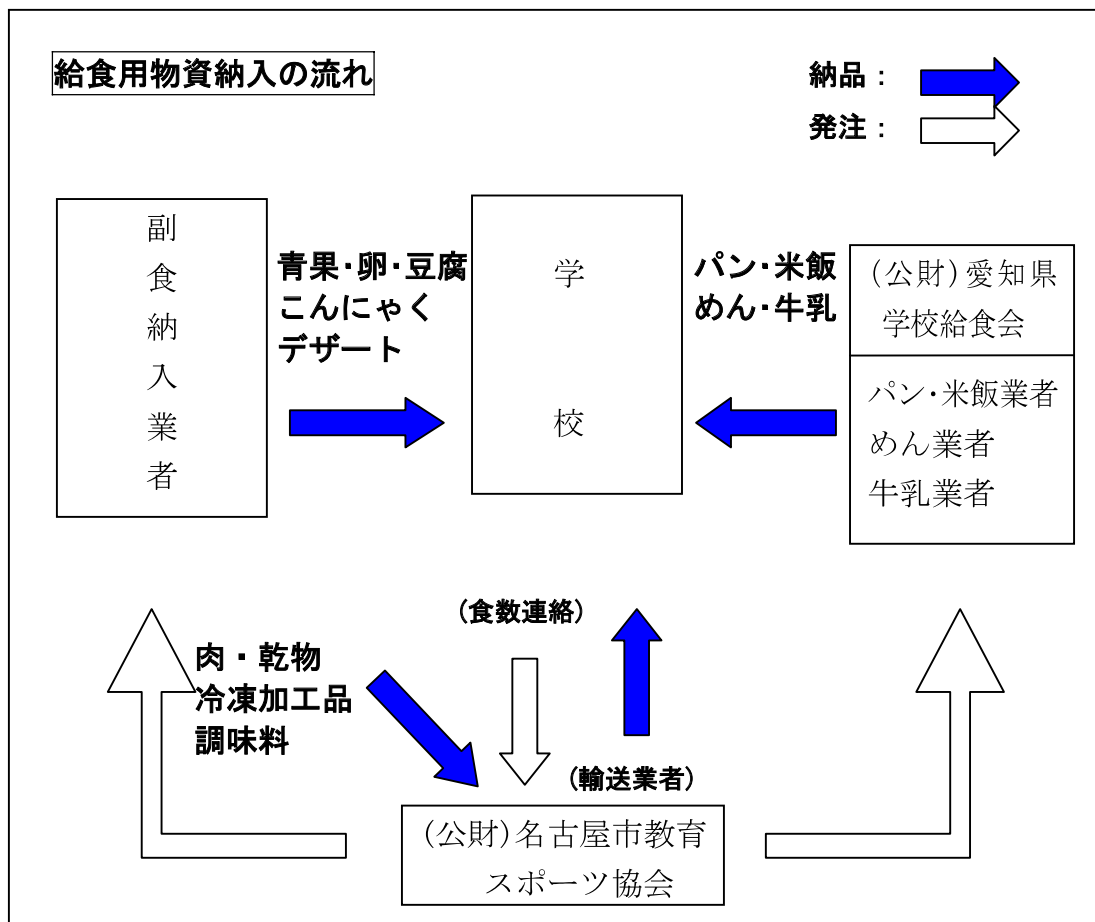 給食用物資納入の流れ
納品：
発注：
副食納入業者
青果・卵・豆腐
こんにゃく
デザート
学校
パン・米飯
めん・牛乳
(公財)愛知県
学校給食会
パン・米飯業者
めん業者
牛乳業者
肉・乾物
冷凍加工品
調味料
(食数連絡)
(輸送業者)
(公財)名古屋市教育
スポーツ協会